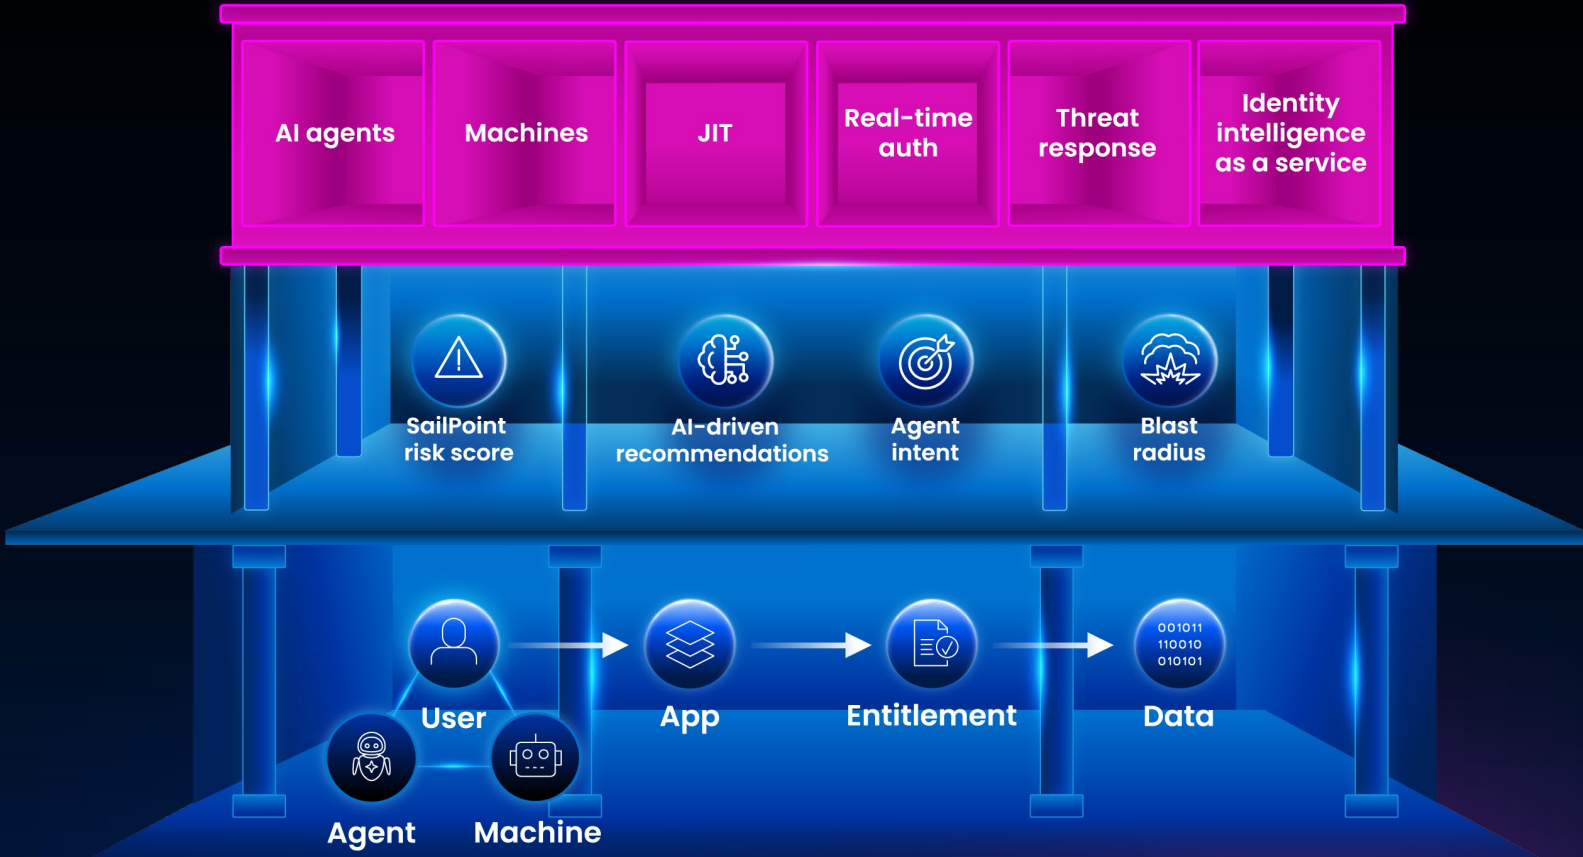 AI agents
Machines
JIT
Real-time
auth
Threat
response
Identity
intelligence
as a service
SailPoint
risk score
AI-driven
recommendations
Agent
intent
Blast
radius
User
App
Entitlement
001011
110010
010101
Data
Agent
Machine